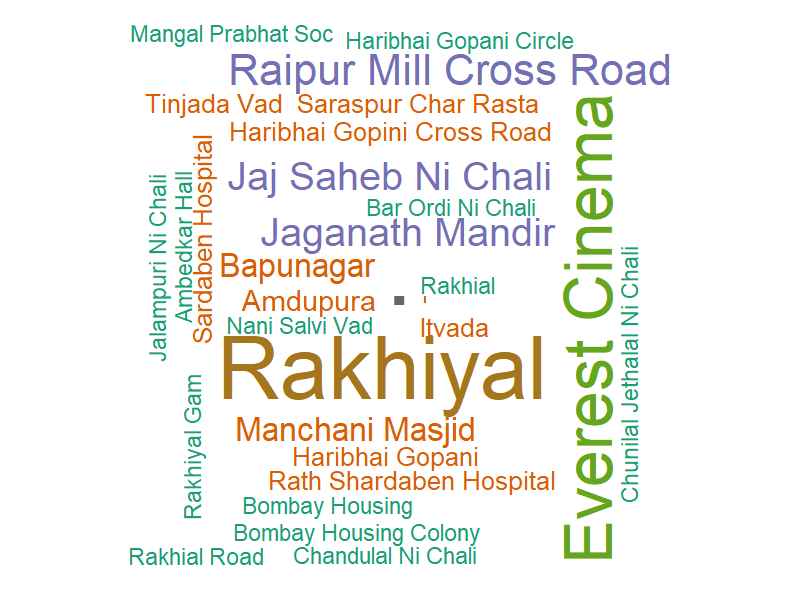 Mangal Prabhat Soc
Haribhai Gopani Circle
Raipur Mill Cross Road
Tinjada Vad
Saraspur Char Rasta
Haribhai Gopini Cross Road
Jaj Saheb Ni Chali
Bar Ordi Ni Chali
Jaganath Mandir
Bapunagar
Rakhial
Amdupura
Nani Salvi Vad
Itvada
Rakhiyal
Manchani Masjid
Haribhai Gopani
Rath Shardaben Hospital
Bombay Housing
Bombay Housing Colony
Rakhial Road
Chandulal Ni Chali
Jalampuri Ni Chali
Ambedkar Hall
Sardaben Hospital
Rakhiyal Gam
Everest Cinema
Chunilal Jethalal Ni Chali